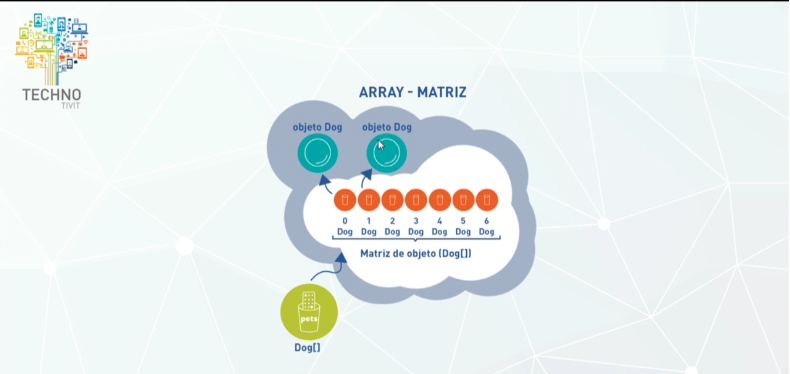 TECHNO
TIVIT
ARRAY - MATRIZ
objeto Dog objeto Dog
0 1 2 3 4 5 6
Dog Dog Dog Dog Dog Dog Dog
Matriz de objeto (Dog[])
pets
Dog[]